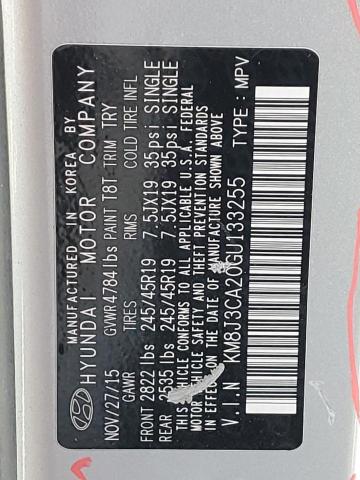 MANUFACTURED IN KOREA BY
HYUNDAI MOTOR COMPANY
NOV/27/15 GVWR 4784 lbs PAINT T8T TRIM TRY
GAWR TIRES RIMS COLD TIRE INFL
FRONT 2822 lbs 245/45R19 7.5JX19 35psi SINGLE
REAR 2535 lbs 245/45R19 7.5JX19 35psi SINGLE
THIS VEHICLE CONFORMS TO ALL APPLICABLE U.S.A. FEDERAL
MOTOR VEHICLE SAFETY AND STANDARDS
IN EFFECT ON THE DATE OF MANUFACTURE SHOWN ABOVE.
V.I.N KM8J3CA20GU133255 TYPE: MPV